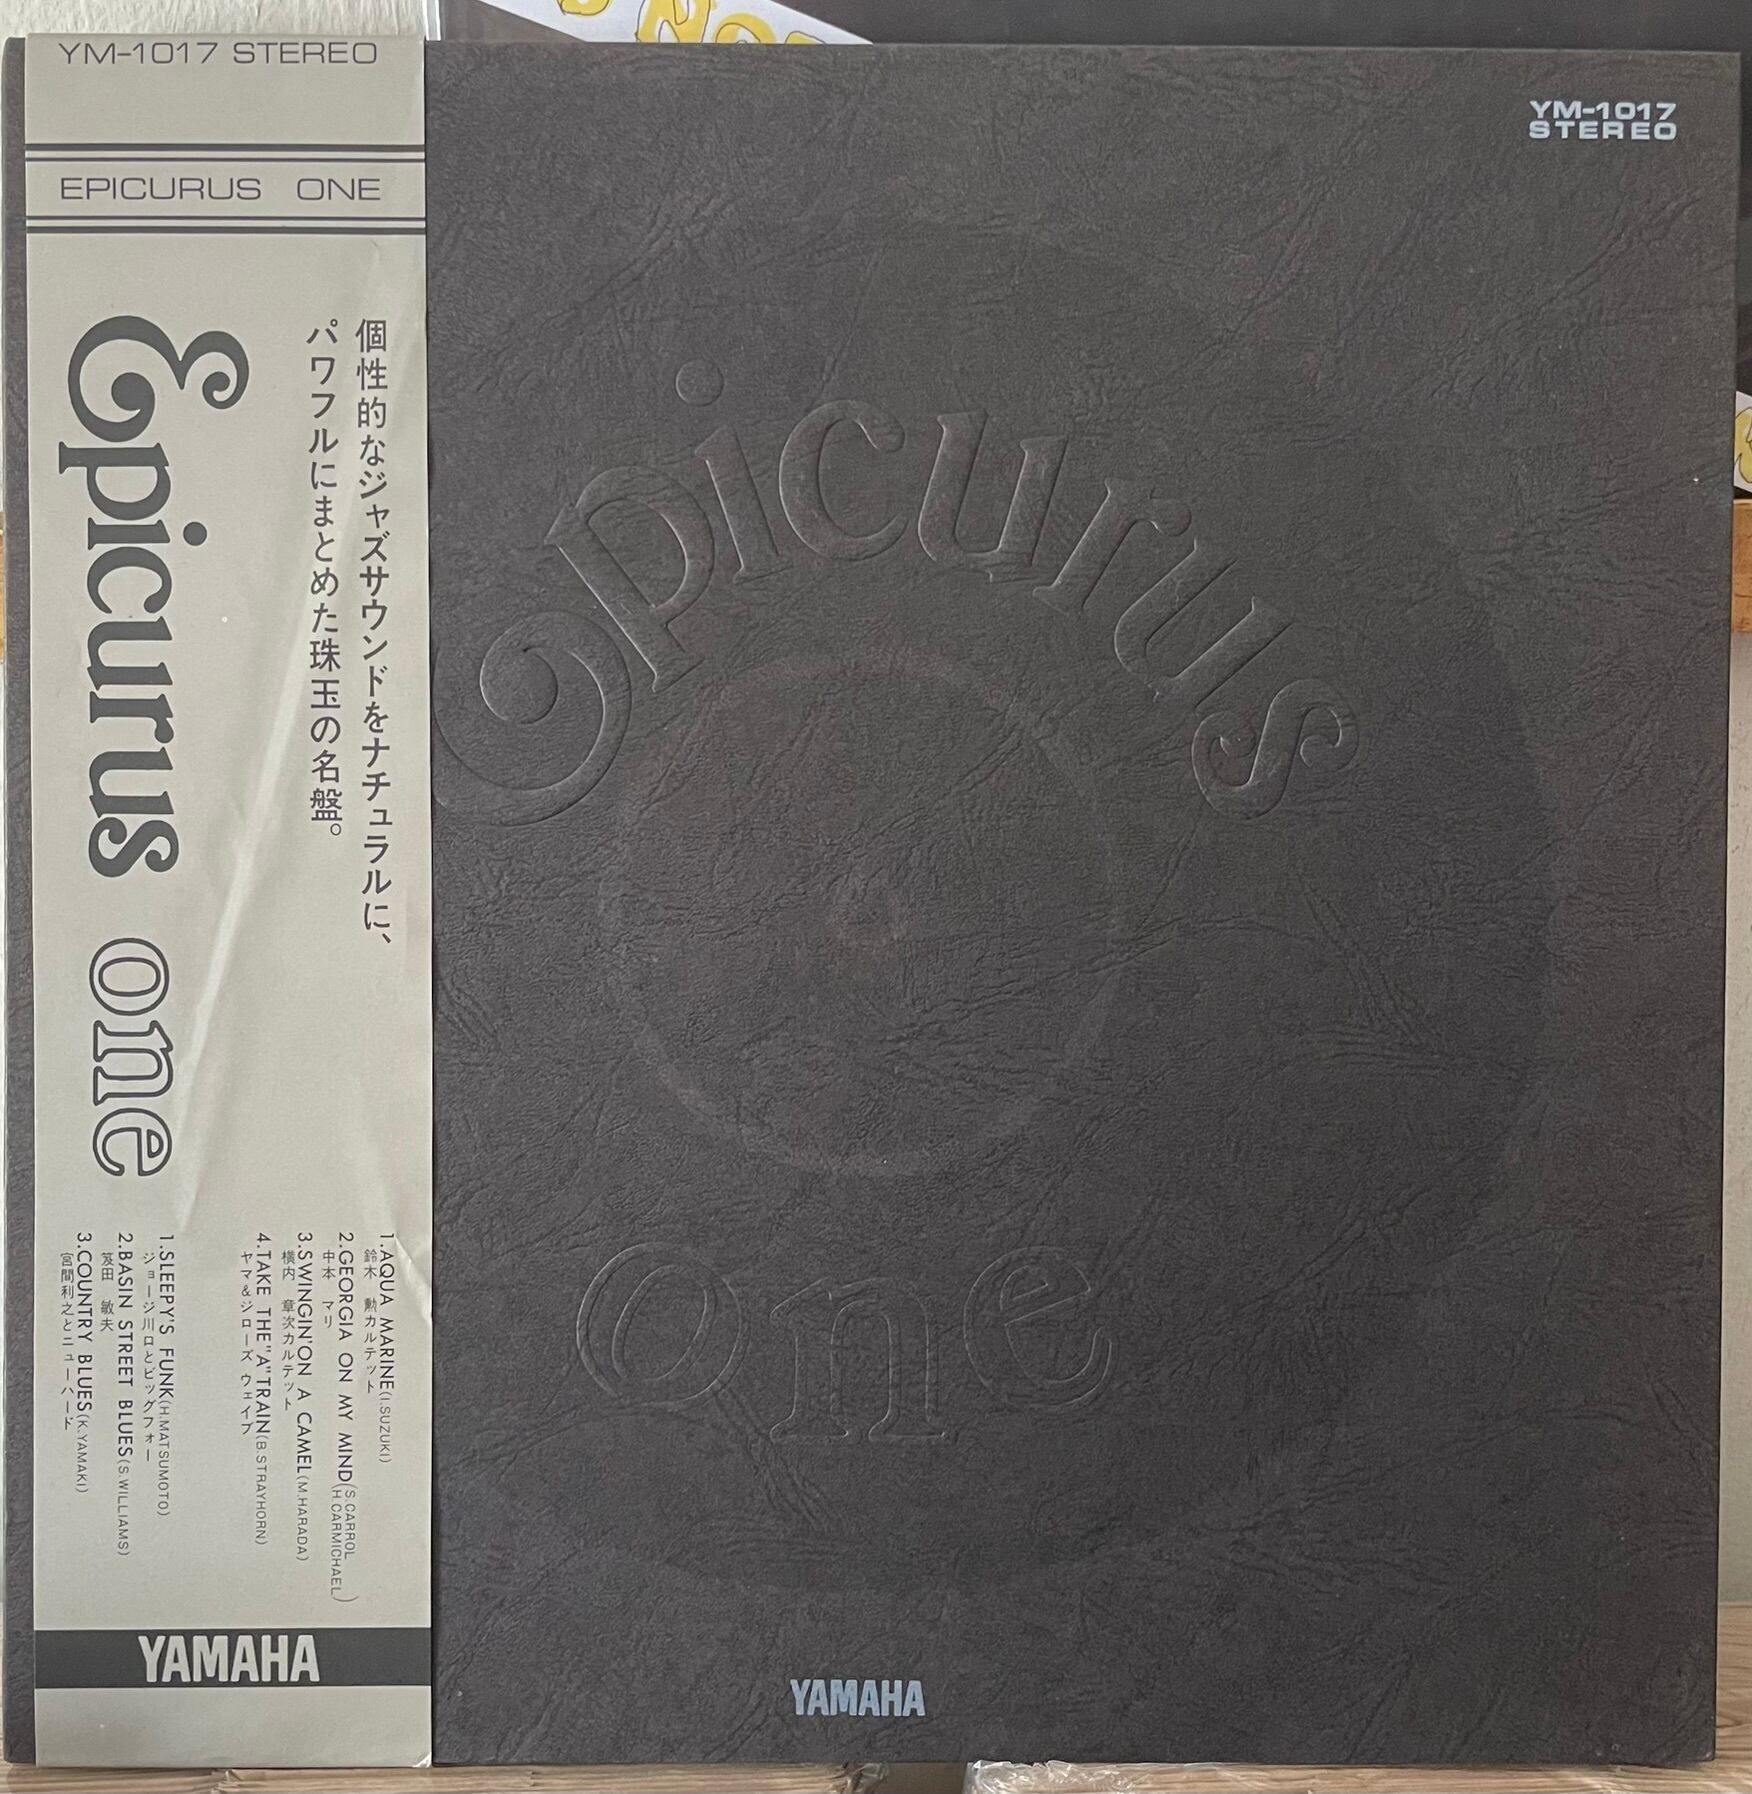 YM-1017 STEREO
EPICURUS ONE
個性的なジャズサウンドをナチュラルに、
パワフルにまとめた珠玉の名盤。
Epicurus one
1.AQUA MARINE(I.SUZUKI)
鈴木 勲カルテット
2.GEORGIA ON MY MIND(S.CARROL H.CARMICHAEL)
中本 マリ
3.SWINGIN'ON A CAMEL(M.HARADA)
横内 章次カルテット
4.TAKE THE "A" TRAIN(B.STRAYHORN)
ヤマ&ジローズ ウェイブ
1.SLEEPY'S FUNK(H.MATSUMOTO)
ジョージ川口とビッグフォー
2.BASIN STREET BLUES(S.WILLIAMS)
笈田 敏夫
3.COUNTRY BLUES(K.YAMAKI)
宮間利之とニューハード
YAMAHA
YM-1017
STEREO
Epicurus
one
YAMAHA